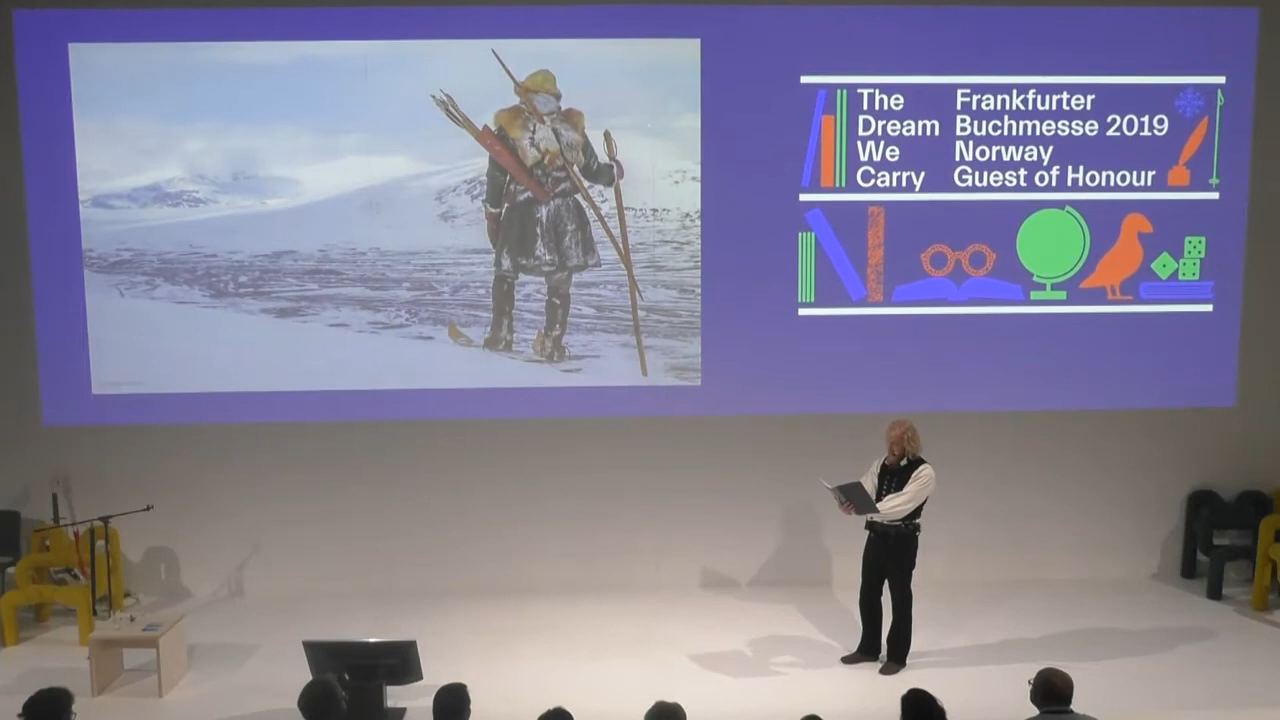 The
Dream
We
Carry
Frankfurter
Buchmesse 2019
Norway
Guest of Honour